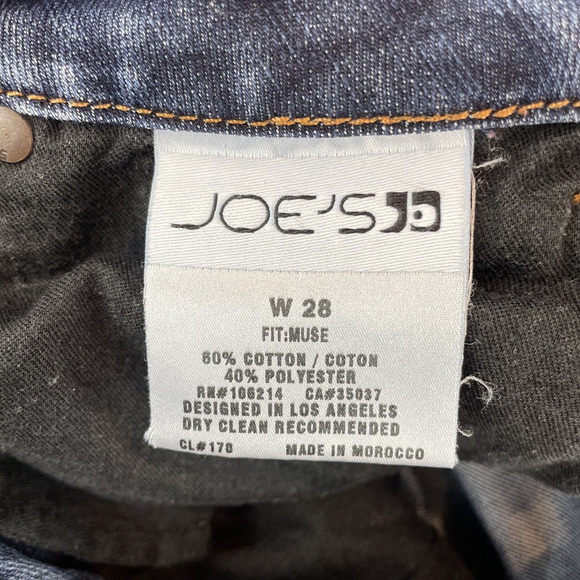 JOE'S
W 28
FIT:MUSE
60% COTTON / COTON
40% POLYESTER
RN#106214 CA#35037
DESIGNED IN LOS ANGELES
DRY CLEAN RECOMMENDED
CL#170 MADE IN MOROCCO